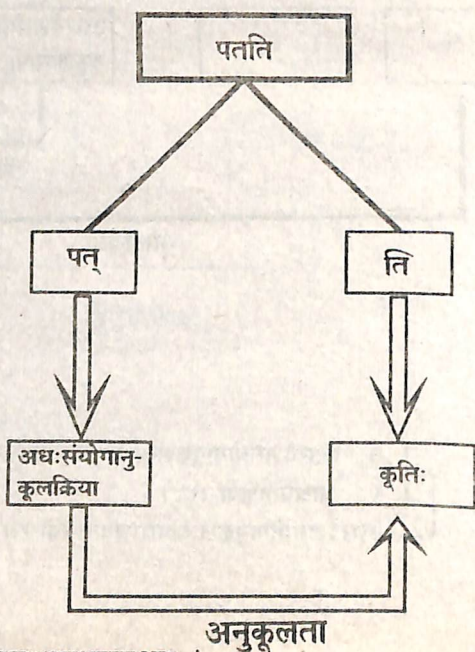 पतति
पत्
ति
अधःसंयोगानु-
कूलक्रिया
कृतिः
अनुकूलता